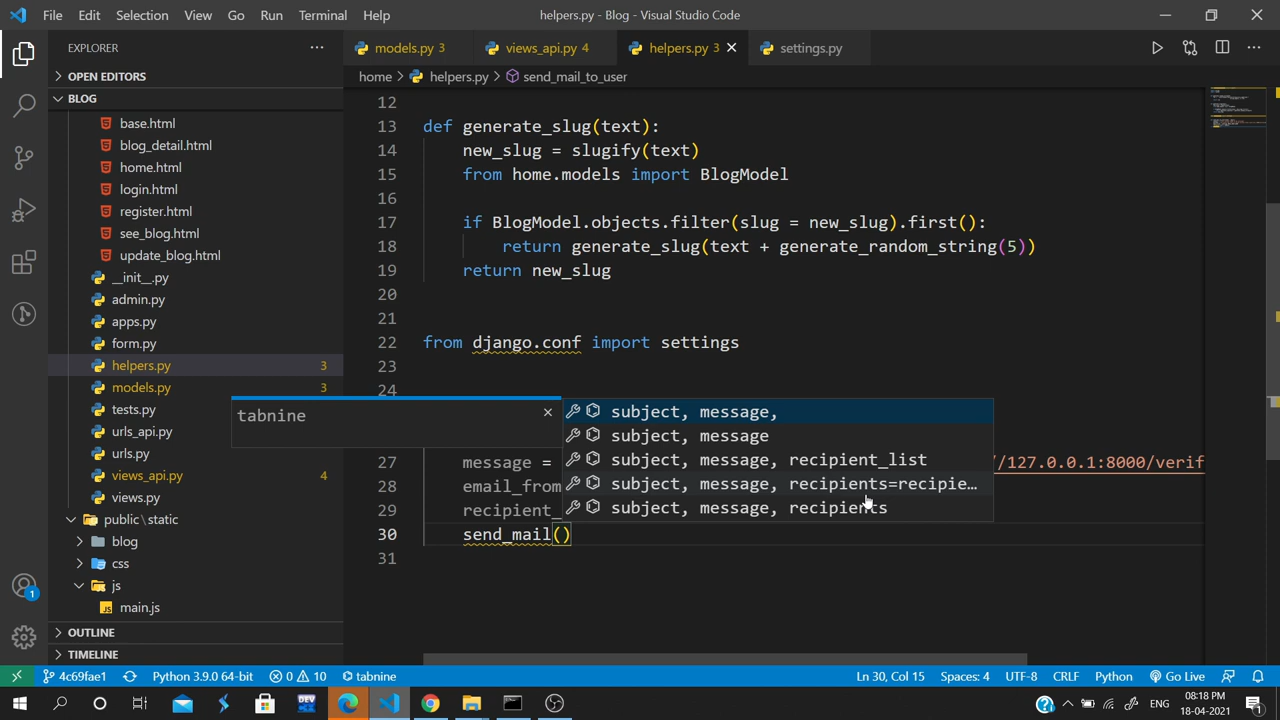 File Edit Selection View Go Run Terminal Help
helpers.py - Blog - Visual Studio Code
EXPLORER
OPEN EDITORS
BLOG
base.html
blog_detail.html
home.html
login.html
register.html
see_blog.html
update_blog.html
__init__.py
admin.py
apps.py
form.py
helpers.py 3
models.py 3
tests.py
urls_api.py
urls.py
views_api.py 4
views.py
public\static
blog
css
js
JS main.js
OUTLINE
TIMELINE
models.py 3 views_api.py 4 helpers.py 3 settings.py
home > helpers.py > send_mail_to_user
12
13 def generate_slug(text):
14 new_slug = slugify(text)
15 from home.models import BlogModel
16
17 if BlogModel.objects.filter(slug = new_slug).first():
18 return generate_slug(text + generate_random_string(5))
19 return new_slug
20
21
22 from django.conf import settings
23
24
tabnine
subject, message,
subject, message
subject, message, recipient_list
subject, message, recipients=recipie…
subject, message, recipients
27 message = //127.0.0.1:8000/verif
28 email_from
29 recipient_
30 send_mail()
31
1
4c69fae1 Python 3.9.0 64-bit 0 10 tabnine
Ln 30, Col 15 Spaces: 4 UTF-8 CRLF Python Go Live
DEV
ENG
08:18 PM
18-04-2021
1